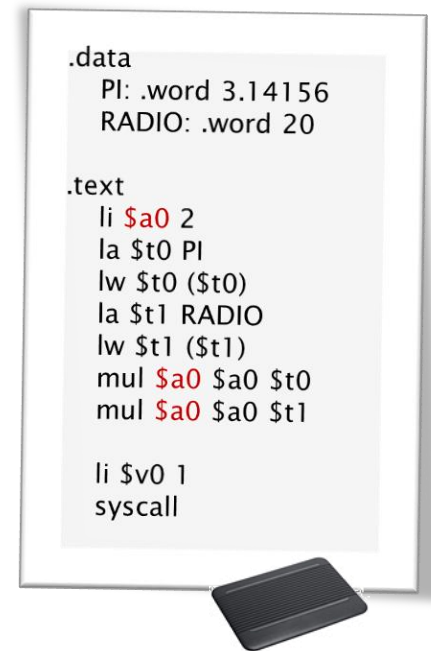 .data
PI: .word 3.14156
RADIO: .word 20
.text
li $a0 2
la $t0 PI
lw $t0 ($t0)
la $t1 RADIO
lw $t1 ($t1)
mul $a0 $a0 $t0
mul $a0 $a0 $t1
li $v0 1
syscall